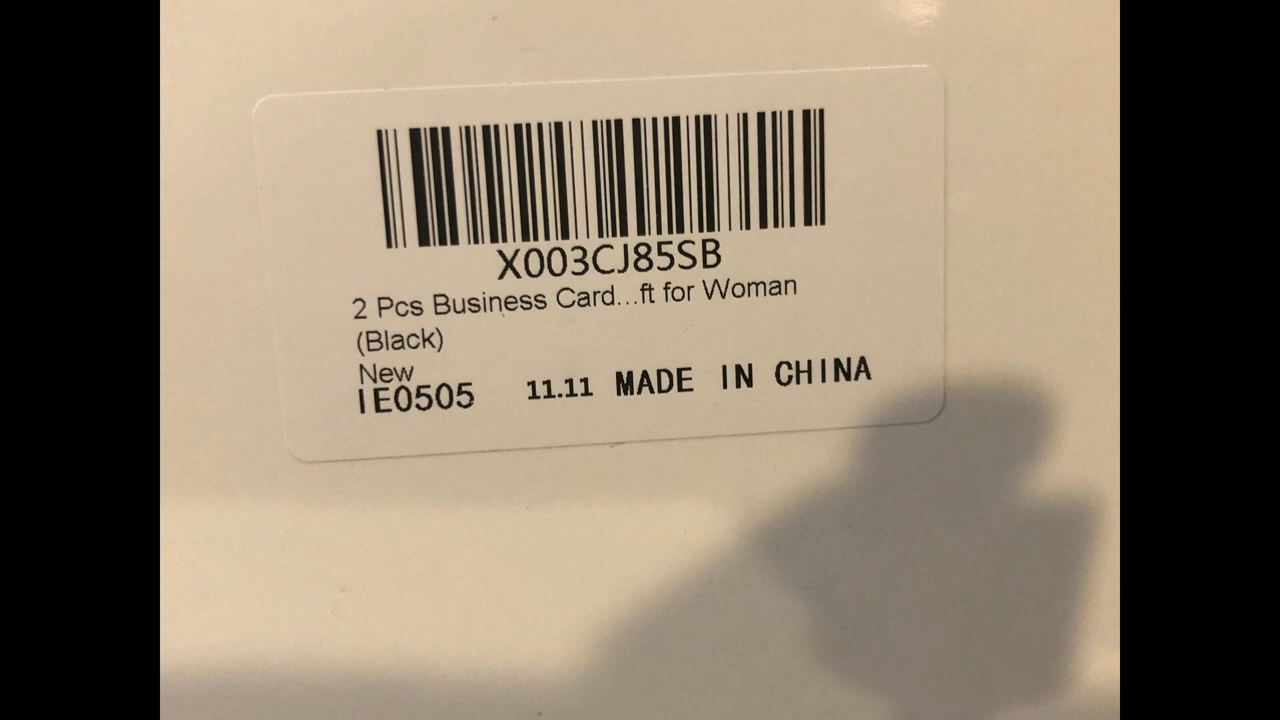 X003CJ85SB
2 Pcs Business Card...ft for Woman
(Black)
New
IE0505 11.11 MADE IN CHINA